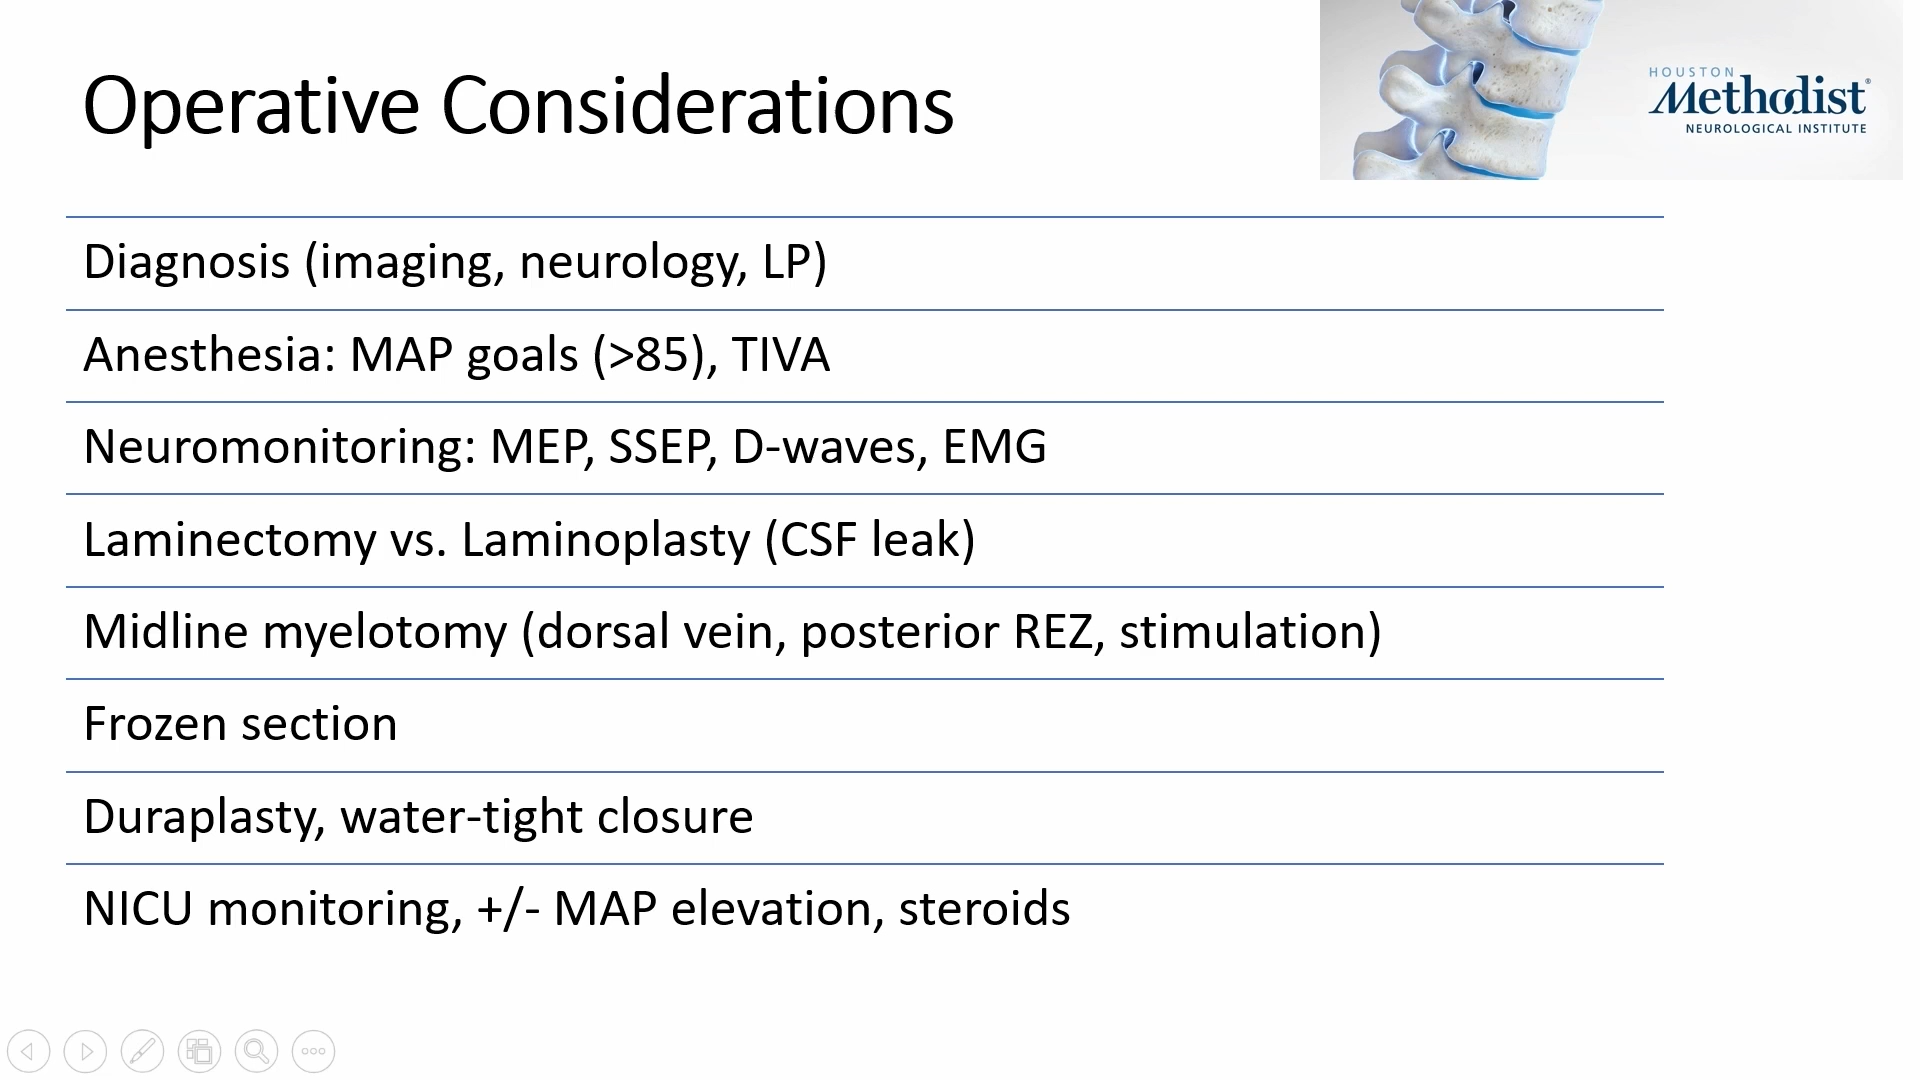 Operative Considerations
HOUSTON
Methodist®
NEUROLOGICAL INSTITUTE
Diagnosis (imaging, neurology, LP)
Anesthesia: MAP goals (>85), TIVA
Neuromonitoring: MEP, SSEP, D-waves, EMG
Laminectomy vs. Laminoplasty (CSF leak)
Midline myelotomy (dorsal vein, posterior REZ, stimulation)
Frozen section
Duraplasty, water-tight closure
NICU monitoring, +/- MAP elevation, steroids